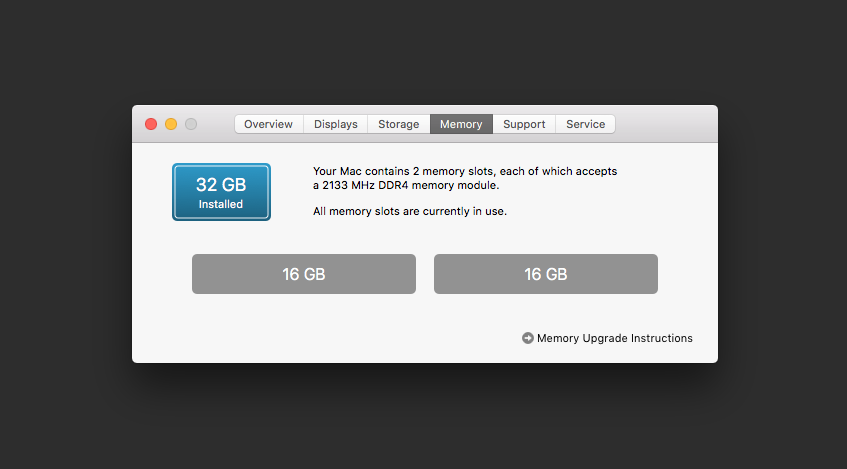 Overview Displays Storage Memory Support Service
32 GB
Installed
Your Mac contains 2 memory slots, each of which accepts
a 2133 MHz DDR4 memory module.
All memory slots are currently in use.
16 GB 16 GB
Memory Upgrade Instructions